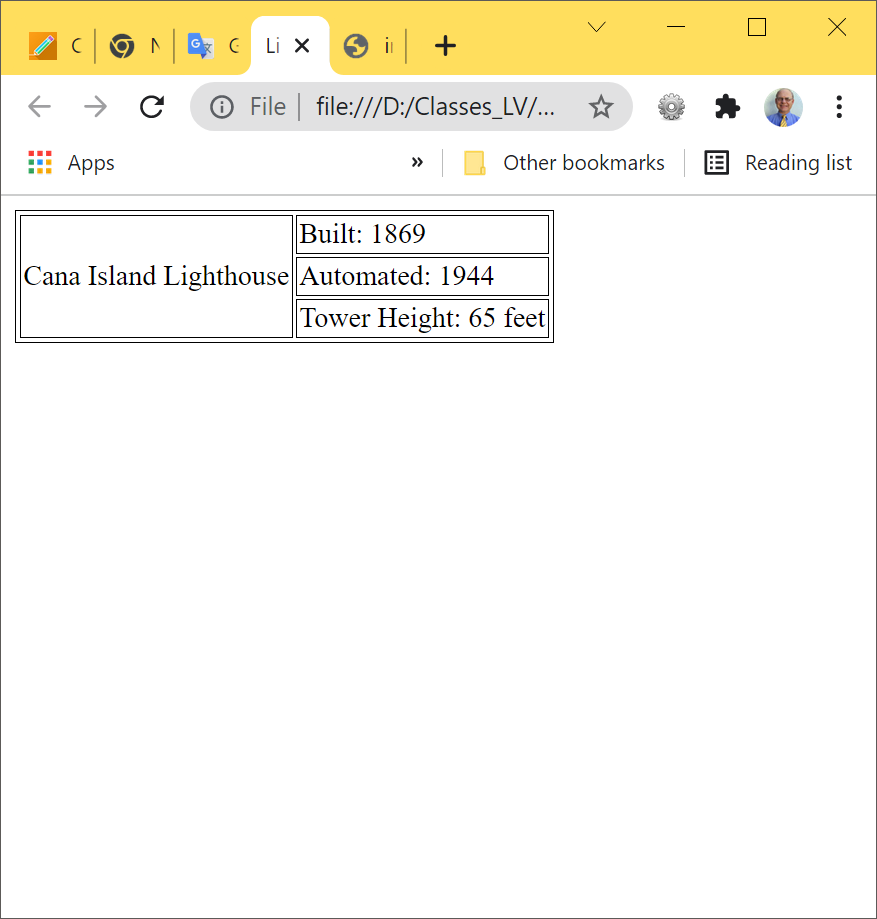 Li
File
file:///D:/Classes_LV/...
Apps
»
Other bookmarks
Reading list
Built: 1869
Cana Island Lighthouse
Automated: 1944
Tower Height: 65 feet